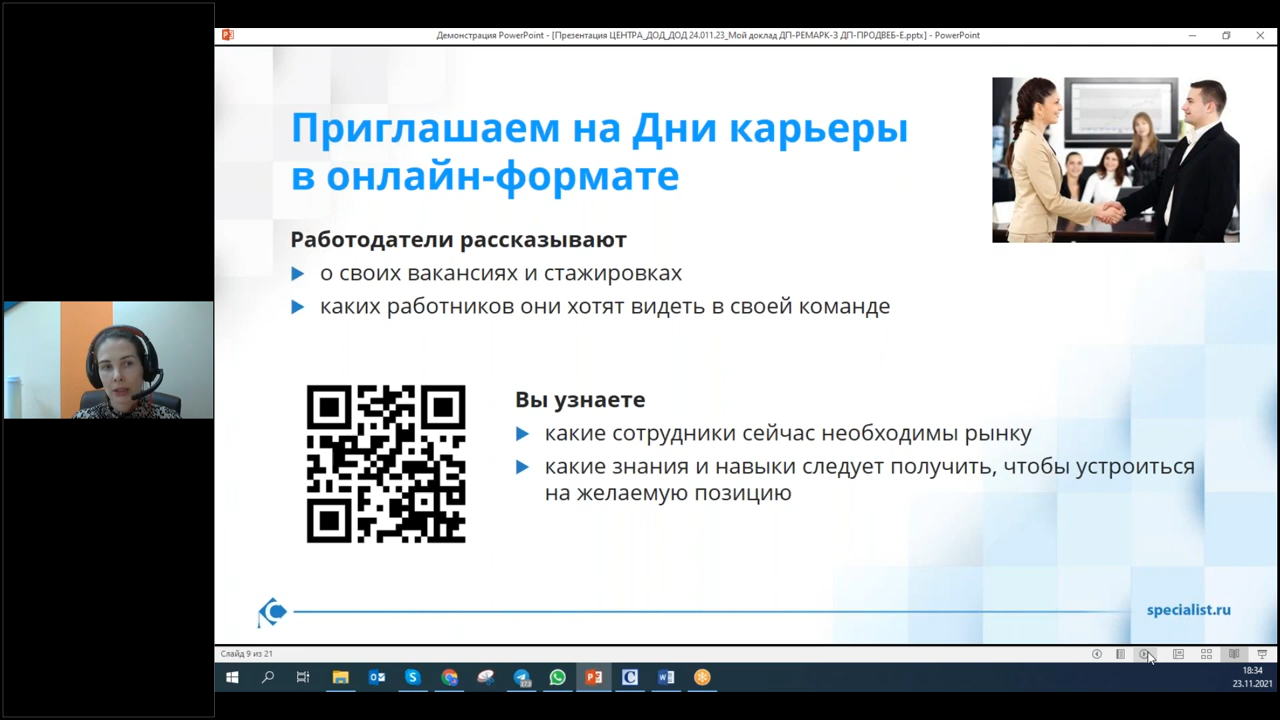 Демонстрация PowerPoint - [Презентация ЦЕНТРА_ДОД_ДОД 24.011.23_Мой доклад ДП-РЕМАРК-3 ДП-ПРОДВЕБ-Е.pptx] - PowerPoint
Приглашаем на Дни карьеры
в онлайн-формате
Работодатели рассказывают
о своих вакансиях и стажировках
каких работников они хотят видеть в своей команде
Вы узнаете
какие сотрудники сейчас необходимы рынку
какие знания и навыки следует получить, чтобы устроиться
на желаемую позицию
specialist.ru
Слайд 9 из 21
18:34
23.11.2021